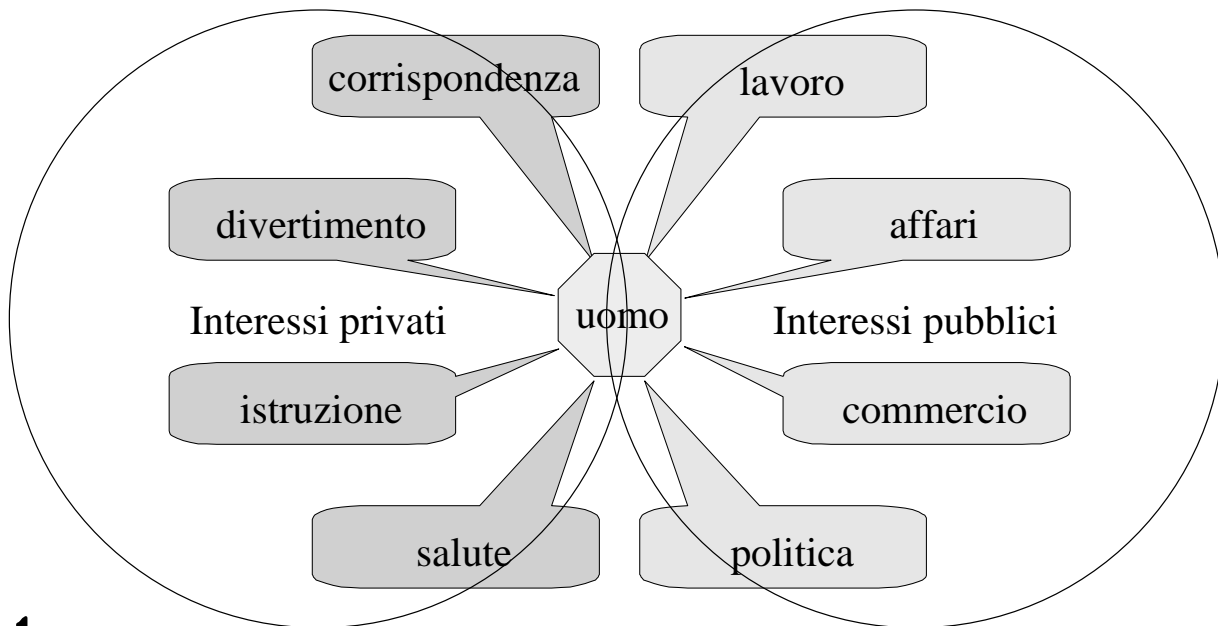 corrispondenza
lavoro
divertimento
affari
Interessi privati
uomo
Interessi pubblici
istruzione
commercio
salute
politica